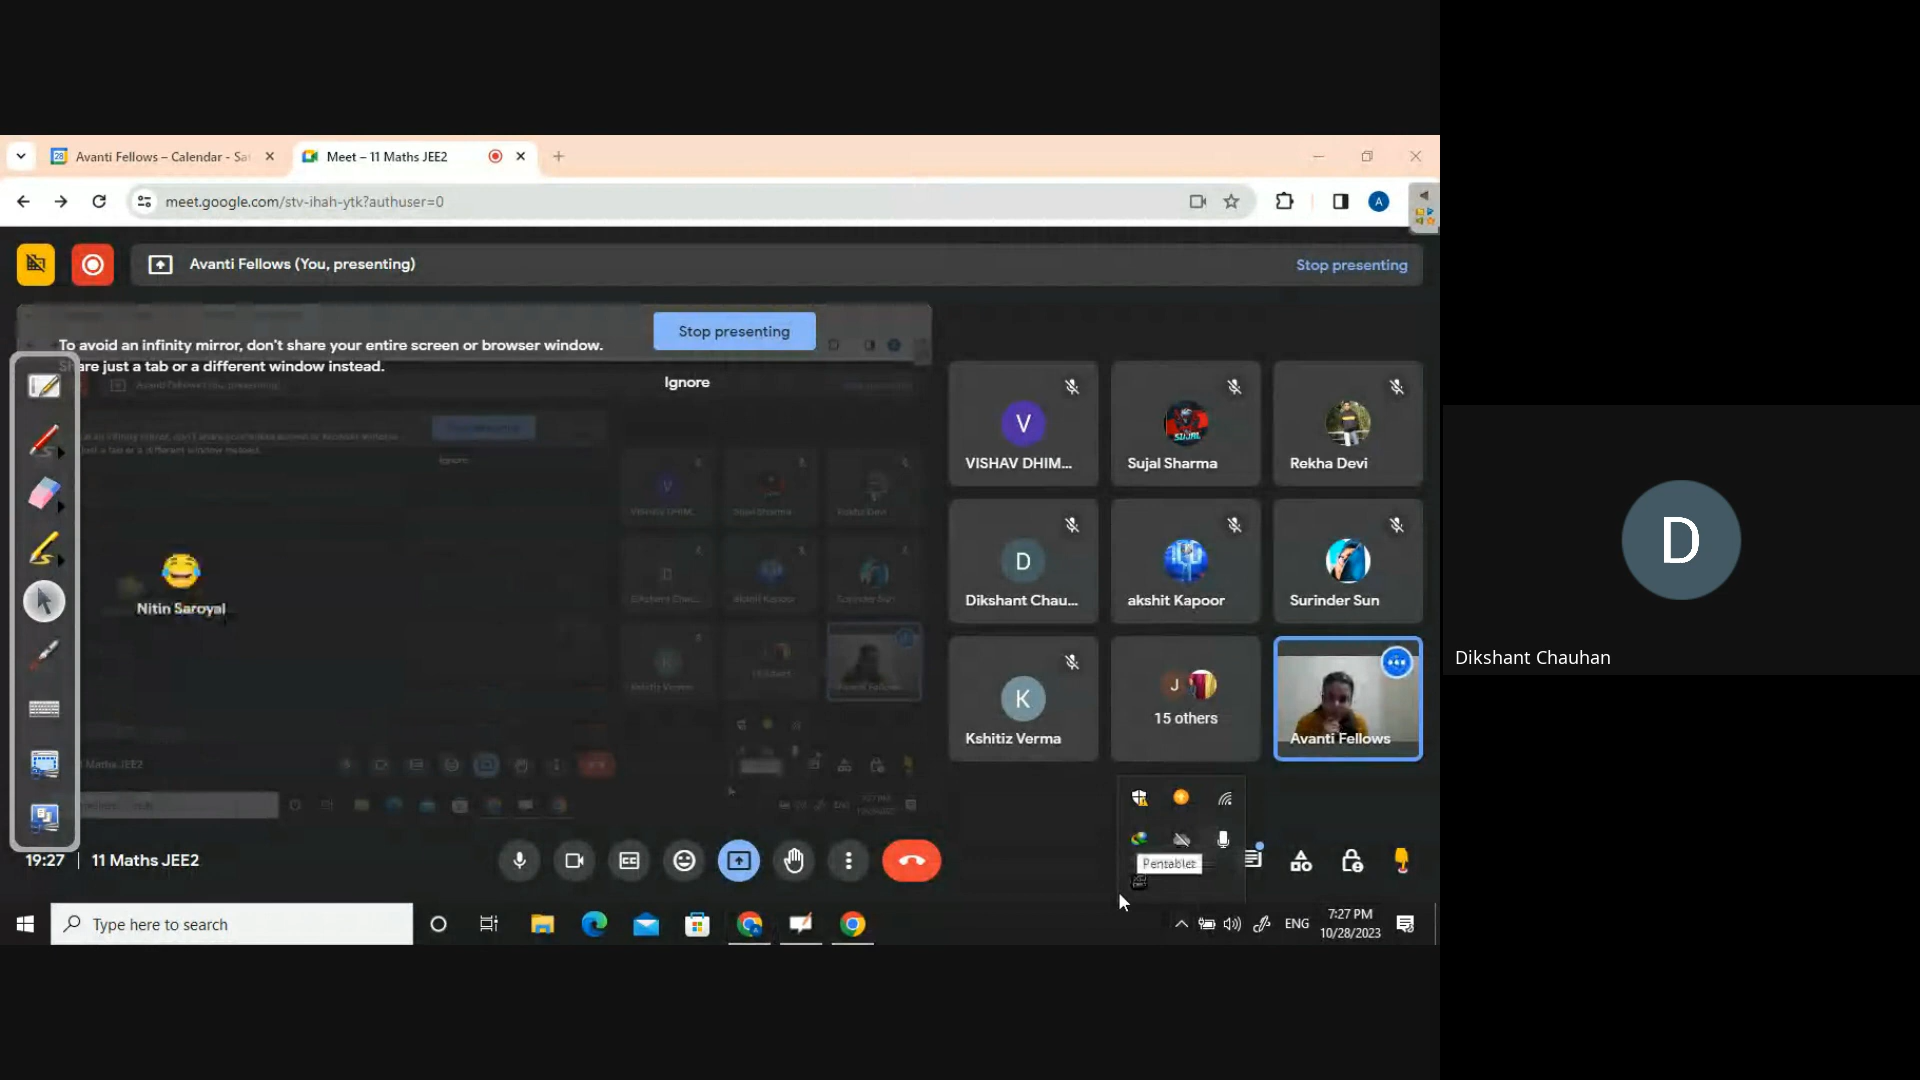 Avanti Fellows – Calendar - Sa
Meet – 11 Maths JEE2
meet.google.com/stv-ihah-ytk?authuser=0
A
Avanti Fellows (You, presenting)
Stop presenting
To avoid an infinity mirror, don't share your entire screen or browser window.
Share just a tab or a different window instead.
Stop presenting
Ignore
V
VISHAV DHIM...
Sujal Sharma
Rekha Devi
D
Dikshant Chau...
akshit Kapoor
Surinder Sun
K
Kshitiz Verma
J
15 others
Avanti Fellows
Nitin Saroyal
D
Dikshant Chauhan
Pentablet
19:27 | 11 Maths JEE2
Type here to search
ENG
7:27 PM
10/28/2023